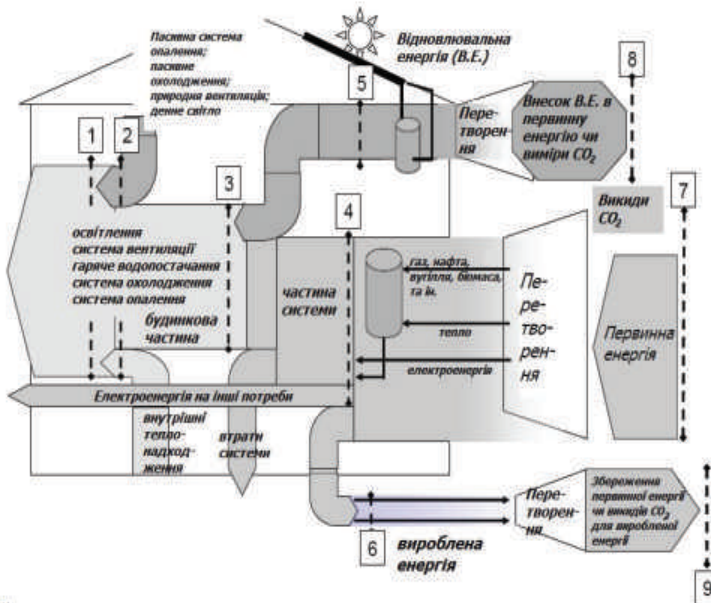 Пасивна система
опалення;
пасивне
охолодження;
природня вентиляція;
денне світло
Відновлювальна
енергія (В.Е.)
8
5
Пере-
творен-
ня
Внесок В.Е. в
первинну
енергію чи
виміри CO2
1
2
3
4
7
Викиди
CO2
освітлення
система вентиляції
гаряче водопостачання
система охолодження
система опалення
будинкова
частина
частина
системи
газ, нафта,
вугілля, біомаса,
та ін.
тепло
електроенергія
Пе-
ре-
тво-
рен-
ня
Первинна
енергія
Електроенергія на інші потреби
внутрішні
тепло-
надход-
ження
втрати
системи
6
вироблена
енергія
Пере-
творен-
ня
Збереження
первинної енергії
чи викидів CO2
для виробленої
енергії
9